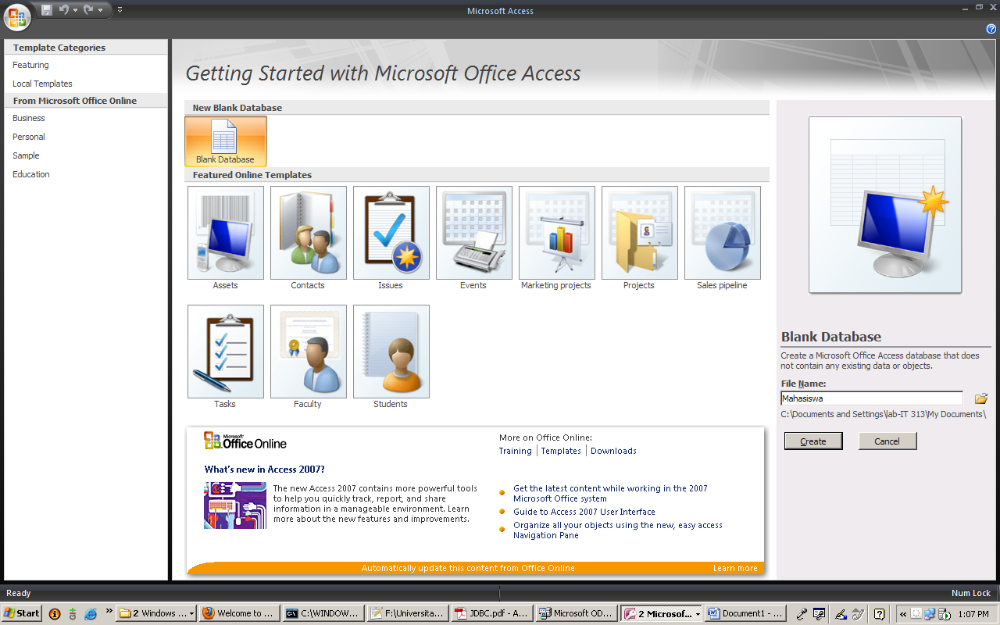 Microsoft Access
Template Categories
Featuring
Local Templates
From Microsoft Office Online
Business
Personal
Sample
Education
Getting Started with Microsoft Office Access
New Blank Database
Blank Database
Featured Online Templates
Assets
Contacts
Issues
Events
Marketing projects
Projects
Sales pipeline
Tasks
Faculty
Students
Microsoft
Office Online
What's new in Access 2007?
The new Access 2007 contains more powerful tools
to help you quickly track, report, and share
information in a manageable environment. Learn
more about the new features and improvements.
More on Office Online:
Training | Templates | Downloads
Get the latest content while working in the 2007
Microsoft Office system
Guide to Access 2007 User Interface
Organize all your objects using the new, easy access
Navigation Pane
Automatically update this content from Office Online
Learn more
Blank Database
Create a Microsoft Office Access database that does
not contain any existing data or objects.
File Name:
Mahasiswa
C:\Documents and Settings\lab-IT 313\My Documents\
Create
Cancel
Ready
Num Lock
Start
2 Windows ...
Welcome to ...
C:\WINDOW...
F:\Universita...
JDBC.pdf - A...
Microsoft OD...
2 Microsof...
Document1 - ...
1:07 PM